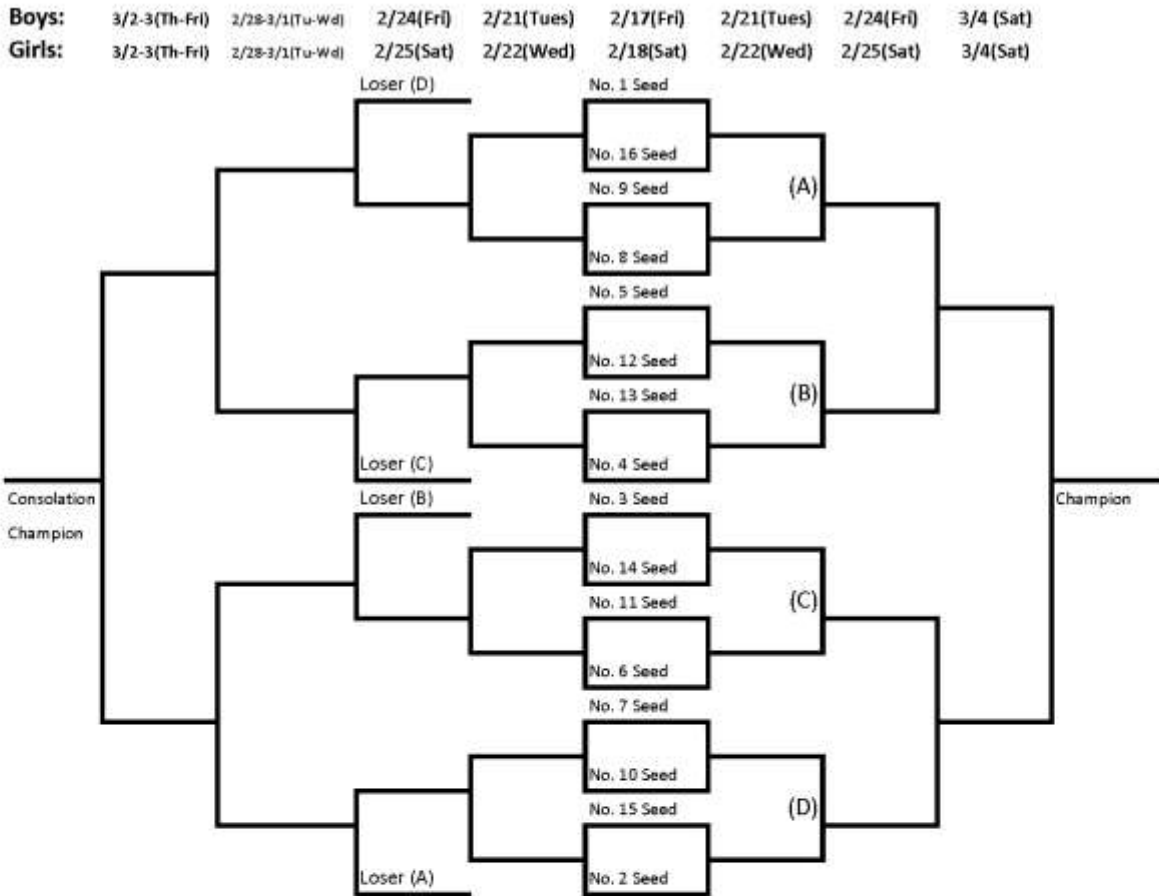 Boys: 3/2-3(Th-Fri) 2/28-3/1(Tu-Wd) 2/24(Fri) 2/21(Tues) 2/17(Fri) 2/21(Tues) 2/24(Fri) 3/4 (Sat)
Girls: 3/2-3(Th-Fri) 2/28-3/1(Tu-Wd) 2/25(Sat) 2/22(Wed) 2/18(Sat) 2/22(Wed) 2/25(Sat) 3/4(Sat)
Loser (D) No. 1 Seed
No. 16 Seed
No. 9 Seed (A)
No. 8 Seed
No. 5 Seed
No. 12 Seed
No. 13 Seed (B)
Loser (C) No. 4 Seed
Consolation Loser (B) No. 3 Seed Champion
Champion
No. 14 Seed
No. 11 Seed (C)
No. 6 Seed
No. 7 Seed
No. 10 Seed
No. 15 Seed (D)
Loser (A) No. 2 Seed